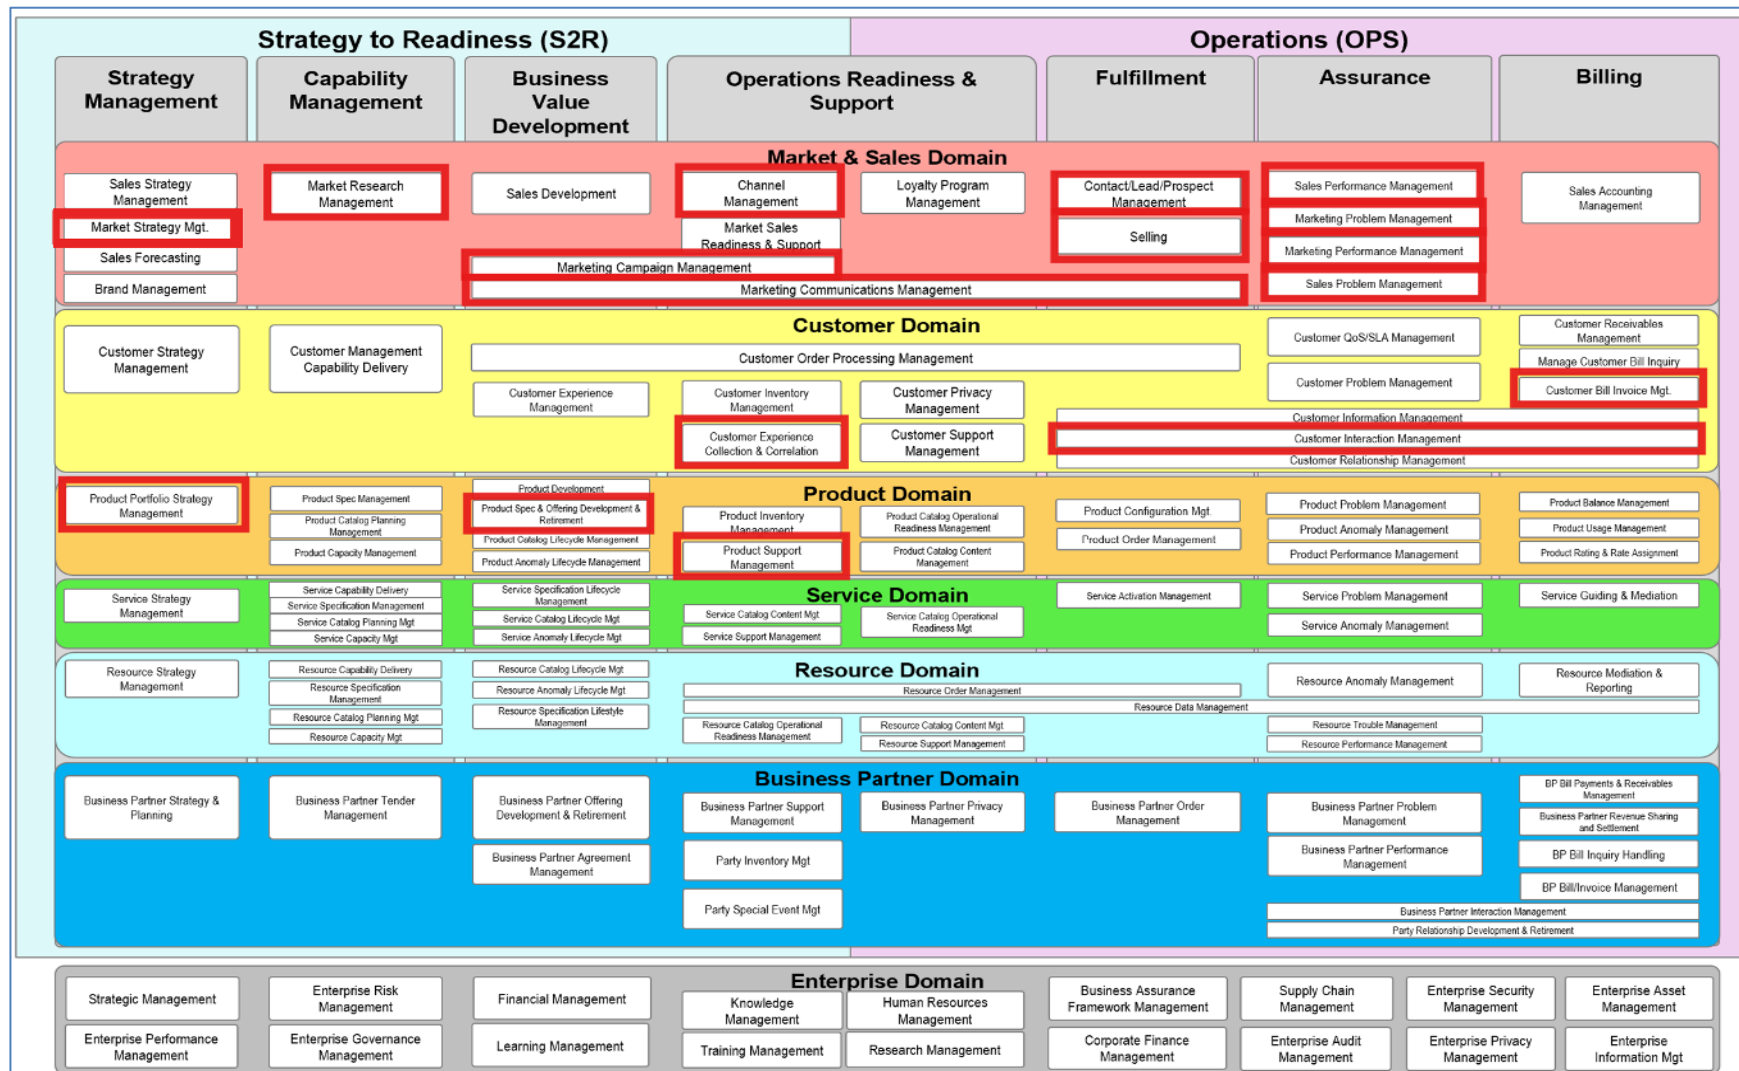 Strategy to Readiness (S2R)
Operations (OPS)
Strategy
Management
Capability
Management
Business
Value
Development
Operations Readiness &
Support
Fulfillment
Assurance
Billing
Market & Sales Domain
Sales Strategy
Management
Market Strategy Mgt.
Sales Forecasting
Brand Management
Market Research
Management
Sales Development
Channel
Management
Loyalty Program
Management
Market Sales
Readiness & Support
Marketing Campaign Management
Marketing Communications Management
Contact/Lead/Prospect
Management
Selling
Sales Performance Management
Marketing Problem Management
Marketing Performance Management
Sales Problem Management
Sales Accounting
Management
Customer Domain
Customer Strategy
Management
Customer Management
Capability Delivery
Customer Order Processing Management
Customer Experience
Management
Customer Inventory
Management
Customer Privacy
Management
Customer Experience
Collection & Correlation
Customer Support
Management
Customer QoS/SLA Management
Customer Problem Management
Customer Receivables
Management
Manage Customer Bill Inquiry
Customer Bill Invoice Mgt.
Customer Information Management
Customer Interaction Management
Customer Relationship Management
Product Domain
Product Portfolio Strategy
Management
Product Spec Management
Product Catalog Planning
Management
Product Capacity Management
Product Development
Product Spec & Offering Development &
Retirement
Product Catalog Lifecycle Management
Product Anomaly Lifecycle Management
Product Inventory
Management
Product Catalog Operational
Readiness Management
Product Support
Management
Product Catalog Content
Management
Product Configuration Mgt.
Product Order Management
Product Problem Management
Product Anomaly Management
Product Performance Management
Product Balance Management
Product Usage Management
Product Rating & Rate Assignment
Service Domain
Service Strategy
Management
Service Capability Delivery
Service Specification Management
Service Catalog Planning Mgt
Service Capacity Mgt
Service Specification Lifecycle
Management
Service Catalog Lifecycle Mgt
Service Anomaly Lifecycle Mgt
Service Catalog Content Mgt
Service Support Management
Service Catalog Operational
Readiness Mgt
Service Activation Management
Service Problem Management
Service Anomaly Management
Service Guiding & Mediation
Resource Domain
Resource Strategy
Management
Resource Capability Delivery
Resource Specification
Management
Resource Catalog Planning Mgt
Resource Capacity Mgt
Resource Catalog Lifecycle Mgt
Resource Anomaly Lifecycle Mgt
Resource Specification Lifestyle
Management
Resource Order Management
Resource Data Management
Resource Catalog Operational
Readiness Management
Resource Catalog Content Mgt
Resource Support Management
Resource Anomaly Management
Resource Trouble Management
Resource Performance Management
Resource Mediation &
Reporting
Business Partner Domain
Business Partner Strategy &
Planning
Business Partner Tender
Management
Business Partner Offering
Development & Retirement
Business Partner Agreement
Management
Business Partner Support
Management
Business Partner Privacy
Management
Party Inventory Mgt
Party Special Event Mgt
Business Partner Order
Management
Business Partner Problem
Management
Business Partner Performance
Management
BP Bill Payments & Receivables
Management
Business Partner Revenue Sharing
and Settlement
BP Bill Inquiry Handling
BP Bill/Invoice Management
Business Partner Interaction Management
Party Relationship Development & Retirement
Enterprise Domain
Strategic Management
Enterprise Risk
Management
Financial Management
Knowledge
Management
Human Resources
Management
Business Assurance
Framework Management
Supply Chain
Management
Enterprise Security
Management
Enterprise Asset
Management
Enterprise Performance
Management
Enterprise Governance
Management
Learning Management
Training Management
Research Management
Corporate Finance
Management
Enterprise Audit
Management
Enterprise Privacy
Management
Enterprise
Information Mgt